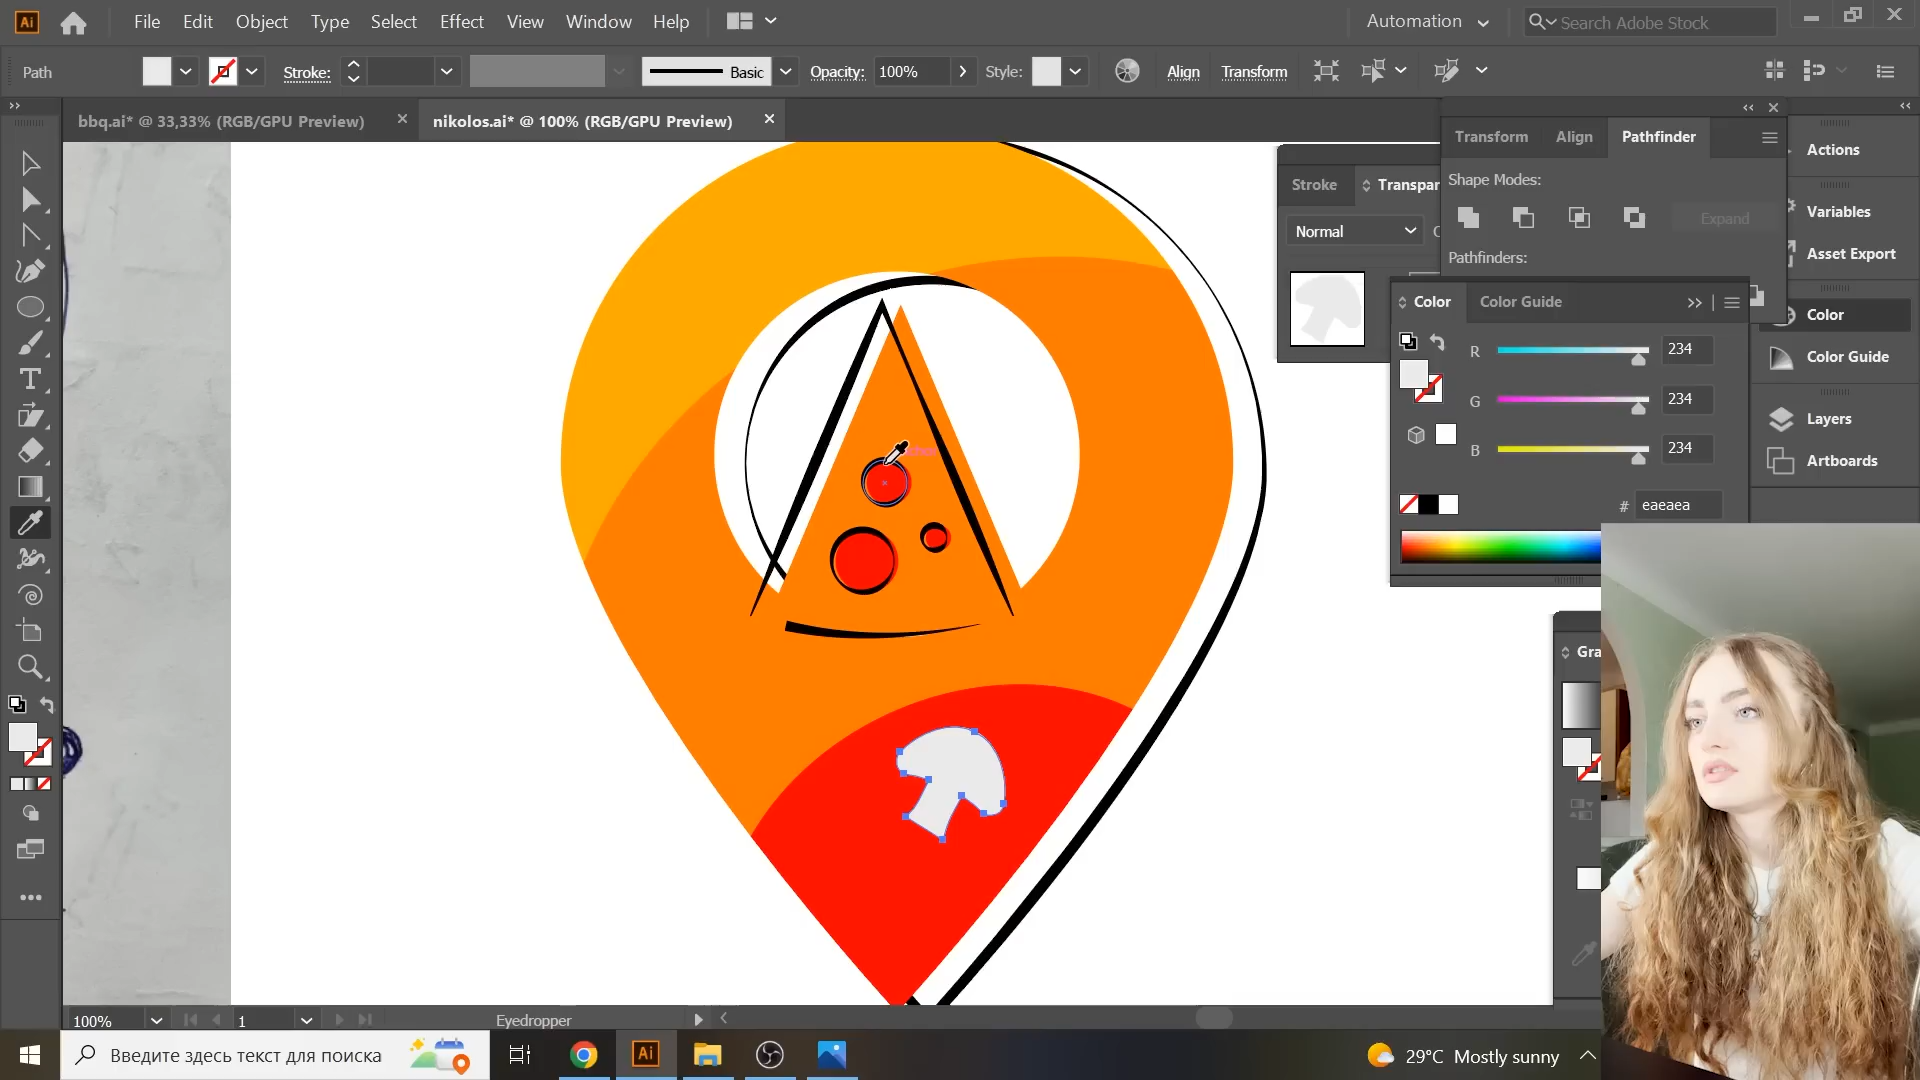 Ai File Edit Object Type Select Effect View Window Help Automation Search Adobe Stock
Path Stroke: Basic Opacity: 100% Style: Align Transform
bbq.ai* @ 33,33% (RGB/GPU Preview) nikolos.ai* @ 100% (RGB/GPU Preview)
Transform Align Pathfinder
Actions
Shape Modes:
Stroke Transpar
Expand
Variables
Normal
Pathfinders:
Asset Export
Color Color Guide
Color
R 234
Color Guide
G 234
Layers
B 234
Artboards
# eaeaea
Gra
100% 1 Eyedropper
Введите здесь текст для поиска Ai 29°C Mostly sunny